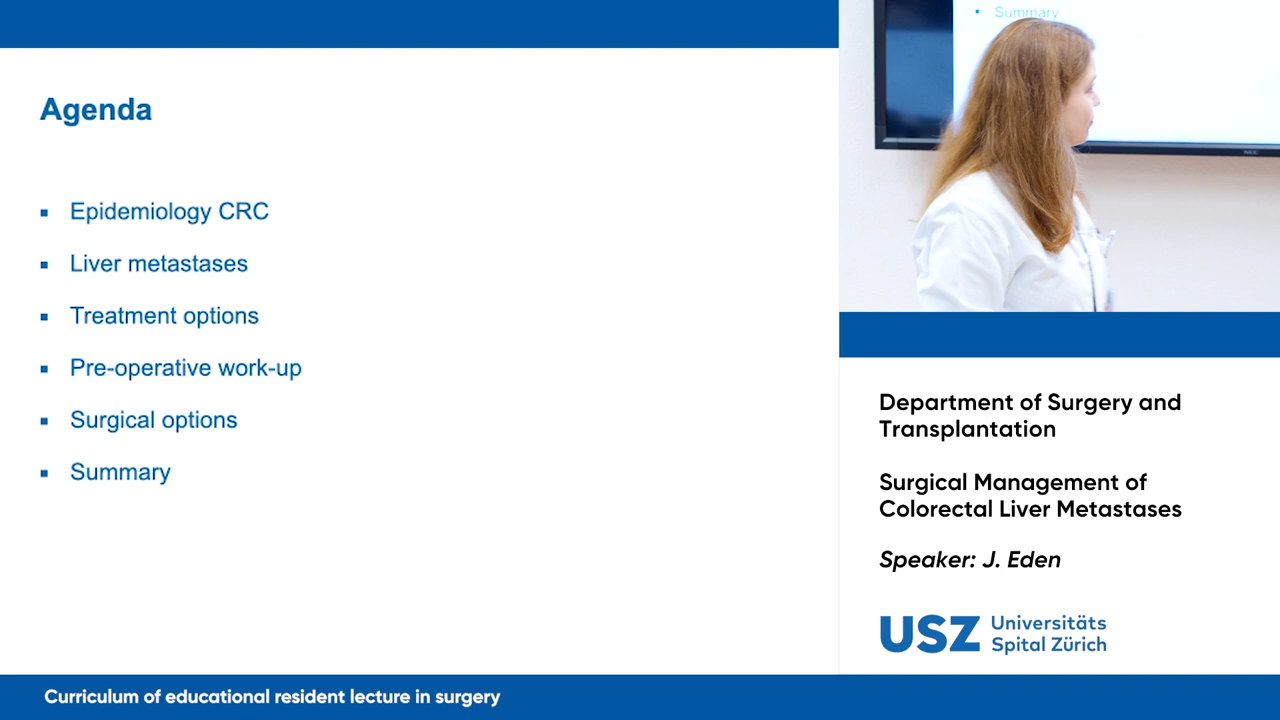 Agenda
▪ Epidemiology CRC
▪ Liver metastases
▪ Treatment options
▪ Pre-operative work-up
▪ Surgical options
▪ Summary
▪ Summary
NEC
Department of Surgery and
Transplantation
Surgical Management of
Colorectal Liver Metastases
Speaker: J. Eden
USZ Universitäts
Spital Zürich
Curriculum of educational resident lecture in surgery